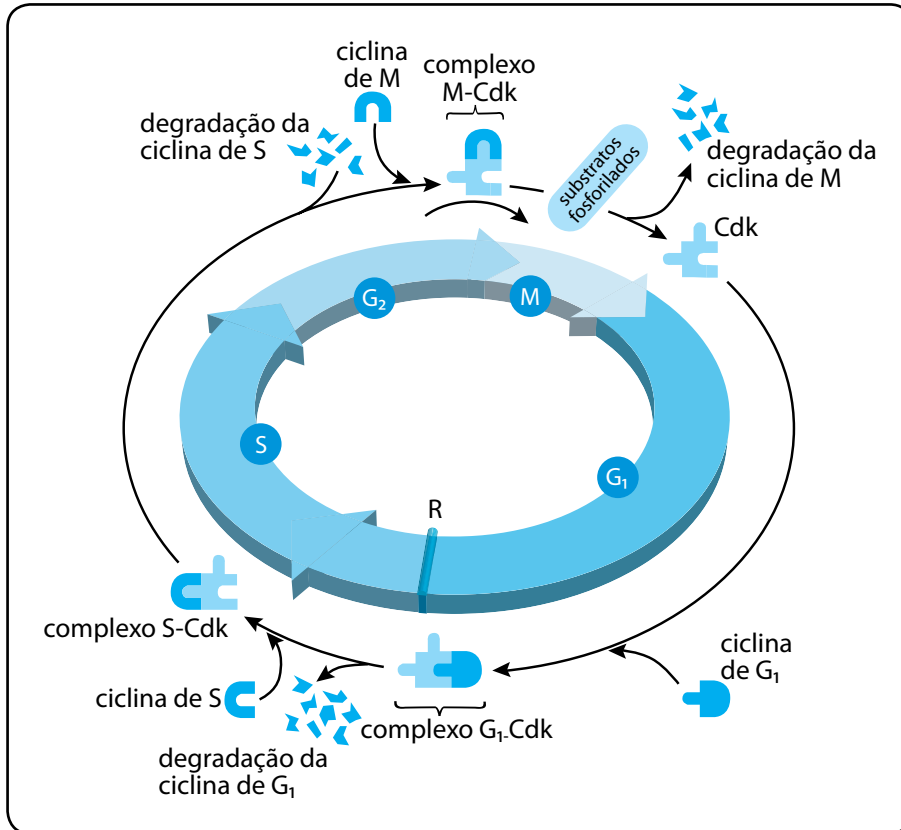 ciclina
de M
complexo
M-Cdk
degradação da
ciclina de S
substratos
fosforilados
degradação da
ciclina de M
Cdk
G₂
M
S
G₁
R
complexo S-Cdk
ciclina
de G₁
ciclina de S
complexo G₁-Cdk
degradação da
ciclina de G₁